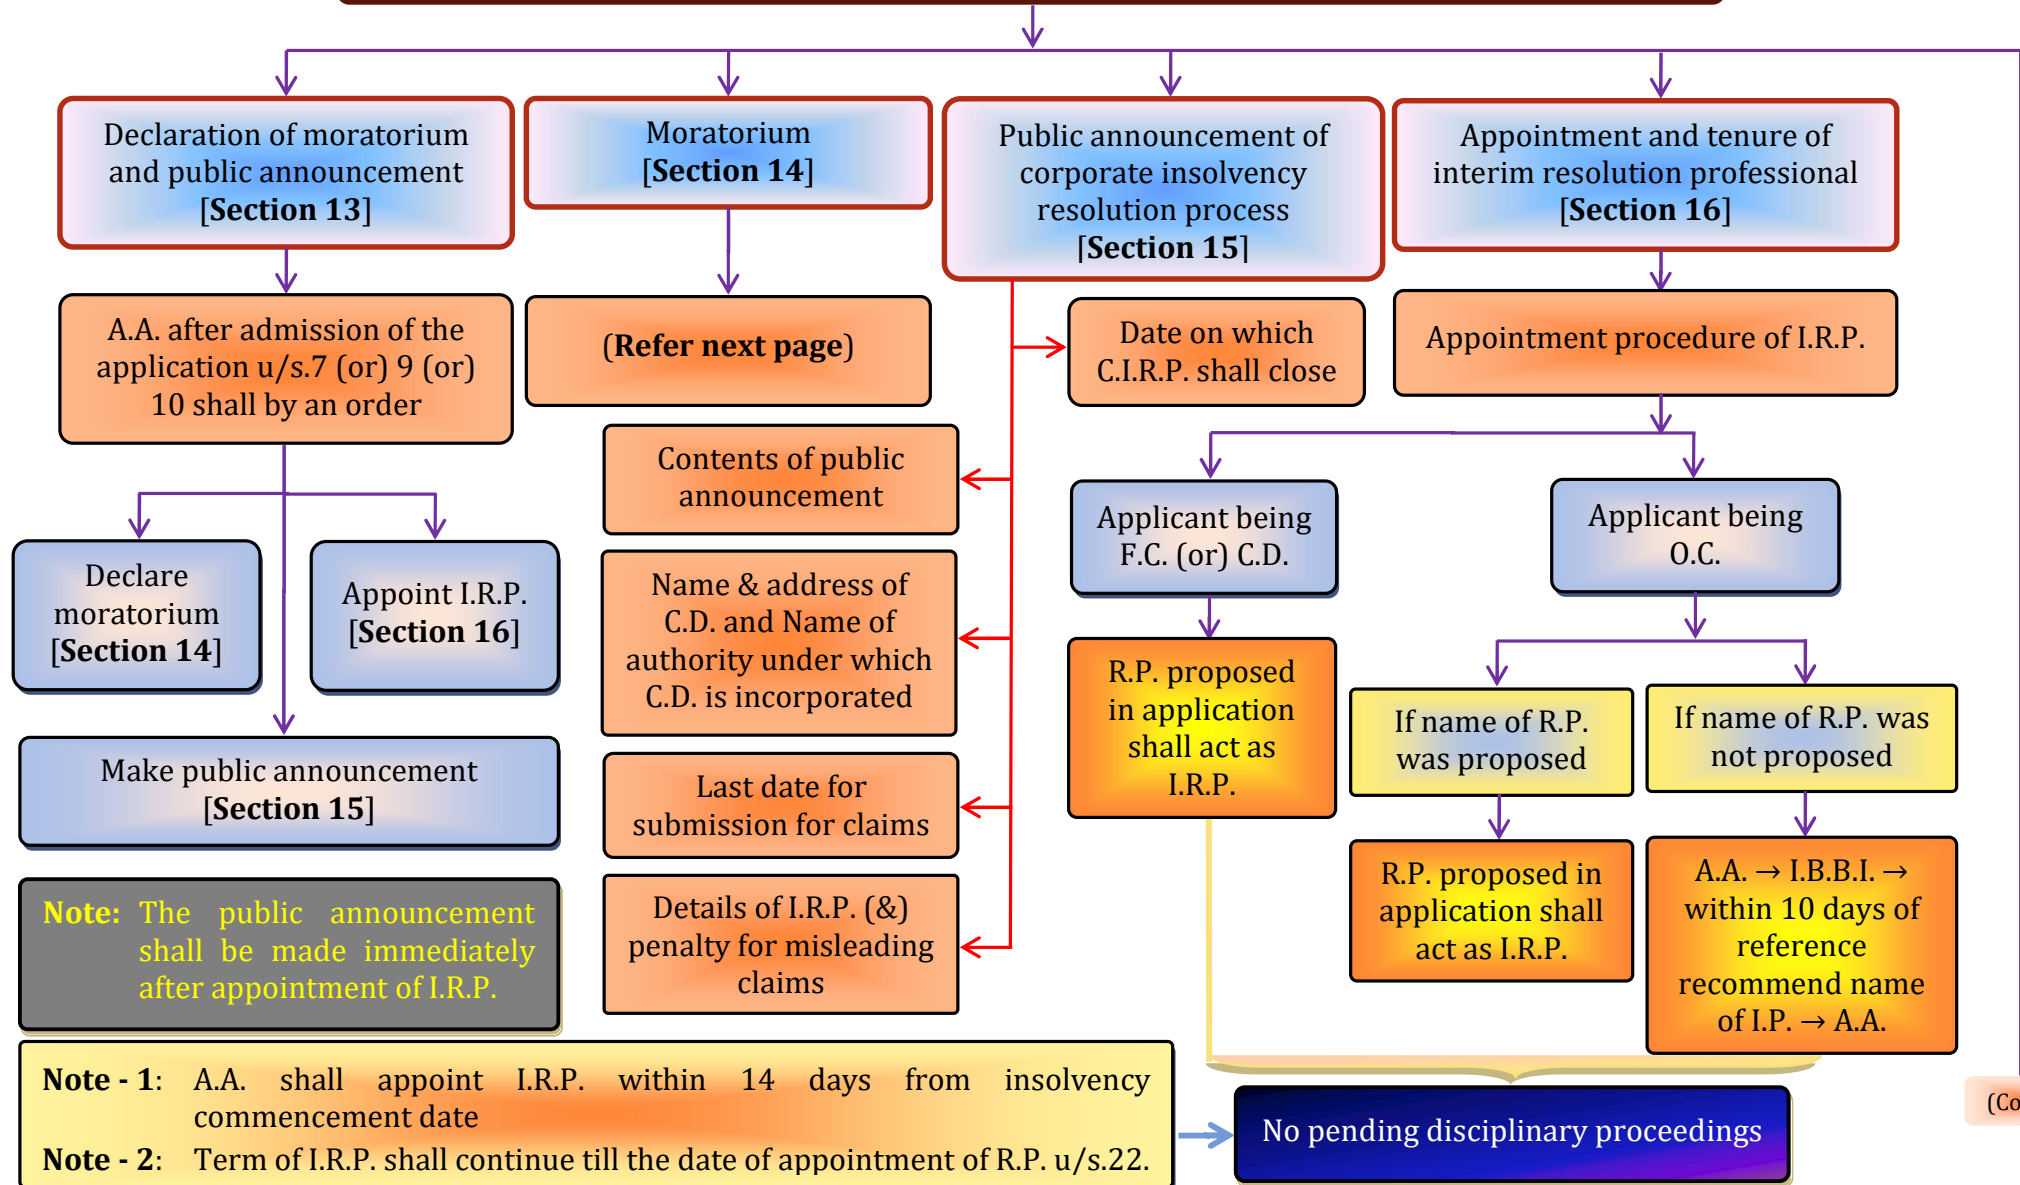 Declaration of moratorium
and public announcement
[Section 13]
Moratorium
[Section 14]
Public announcement of
corporate insolvency
resolution process
[Section 15]
Appointment and tenure of
interim resolution professional
[Section 16]
A.A. after admission of the
application u/s.7 (or) 9 (or)
10 shall by an order
(Refer next page)
Date on which
C.I.R.P. shall close
Appointment procedure of I.R.P.
Contents of public
announcement
Applicant being
F.C. (or) C.D.
Applicant being
O.C.
Declare
moratorium
[Section 14]
Appoint I.R.P.
[Section 16]
Name & address of
C.D. and Name of
authority under which
C.D. is incorporated
R.P. proposed
in application
shall act as
I.R.P.
If name of R.P.
was proposed
If name of R.P. was
not proposed
Make public announcement
[Section 15]
Last date for
submission for claims
R.P. proposed in
application shall
act as I.R.P.
A.A. → I.B.B.I. →
within 10 days of
reference
recommend name
of I.P. → A.A.
Note: The public announcement
shall be made immediately
after appointment of I.R.P.
Details of I.R.P. (&)
penalty for misleading
claims
Note - 1: A.A. shall appoint I.R.P. within 14 days from insolvency
commencement date
Note - 2: Term of I.R.P. shall continue till the date of appointment of R.P. u/s.22.
No pending disciplinary proceedings
(Co